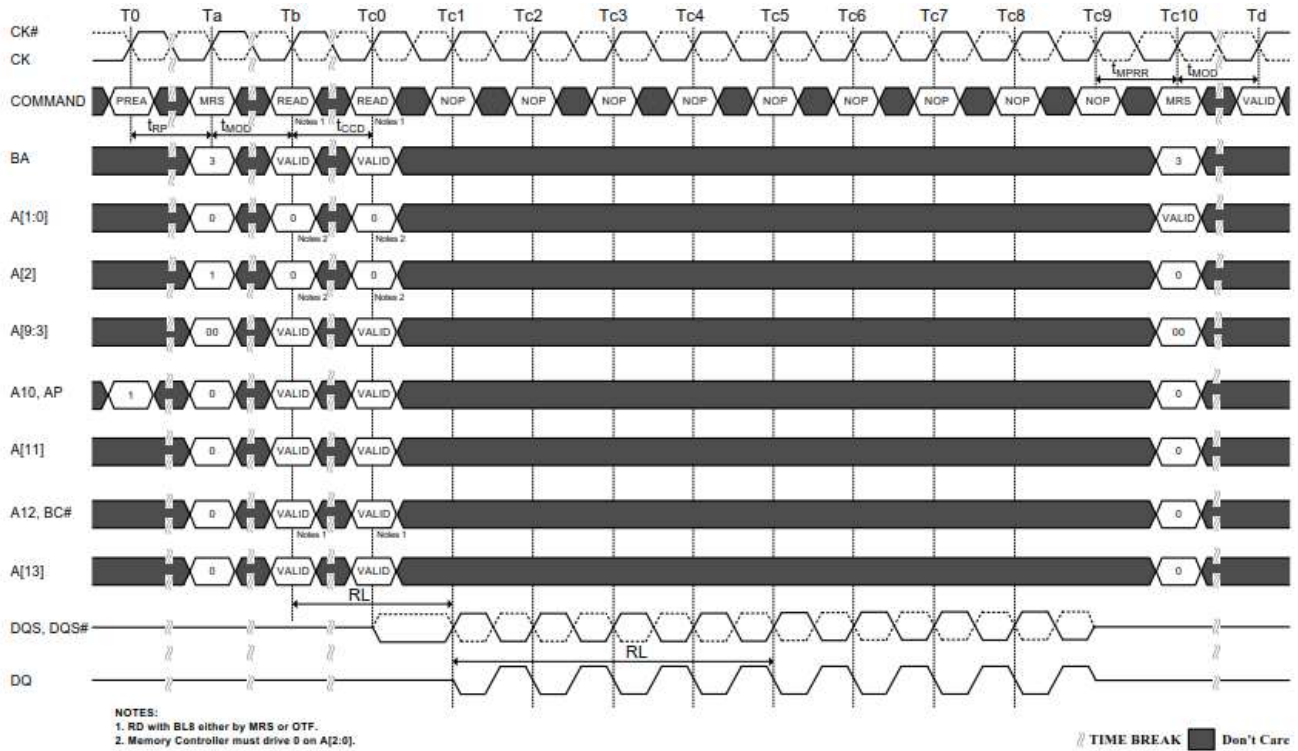 T0 Ta Tb Tc0 Tc1 Tc2 Tc3 Tc4 Tc5 Tc6 Tc7 Tc8 Tc9 Tc10 Td
CK#
CK
tMPRR tMOD
COMMAND PREA MRS READ READ NOP NOP NOP NOP NOP NOP NOP NOP NOP MRS VALID
Notes 1 Notes 1
tRP tMOD tCCD
BA 3 VALID VALID 3
A[1:0] 0 0 0 VALID
Notes 2 Notes 2
A[2] 1 0 0 0
Notes 2 Notes 2
A[9:3] 00 VALID VALID 00
A10, AP 1 0 VALID VALID 0
A[11] 0 VALID VALID 0
A12, BC# 0 VALID VALID 0
Notes 1 Notes 1
A[13] 0 VALID VALID 0
RL
DQS, DQS#
RL
DQ
NOTES:
1. RD with BL8 either by MRS or OTF.
2. Memory Controller must drive 0 on A[2:0].
TIME BREAK Don't Care